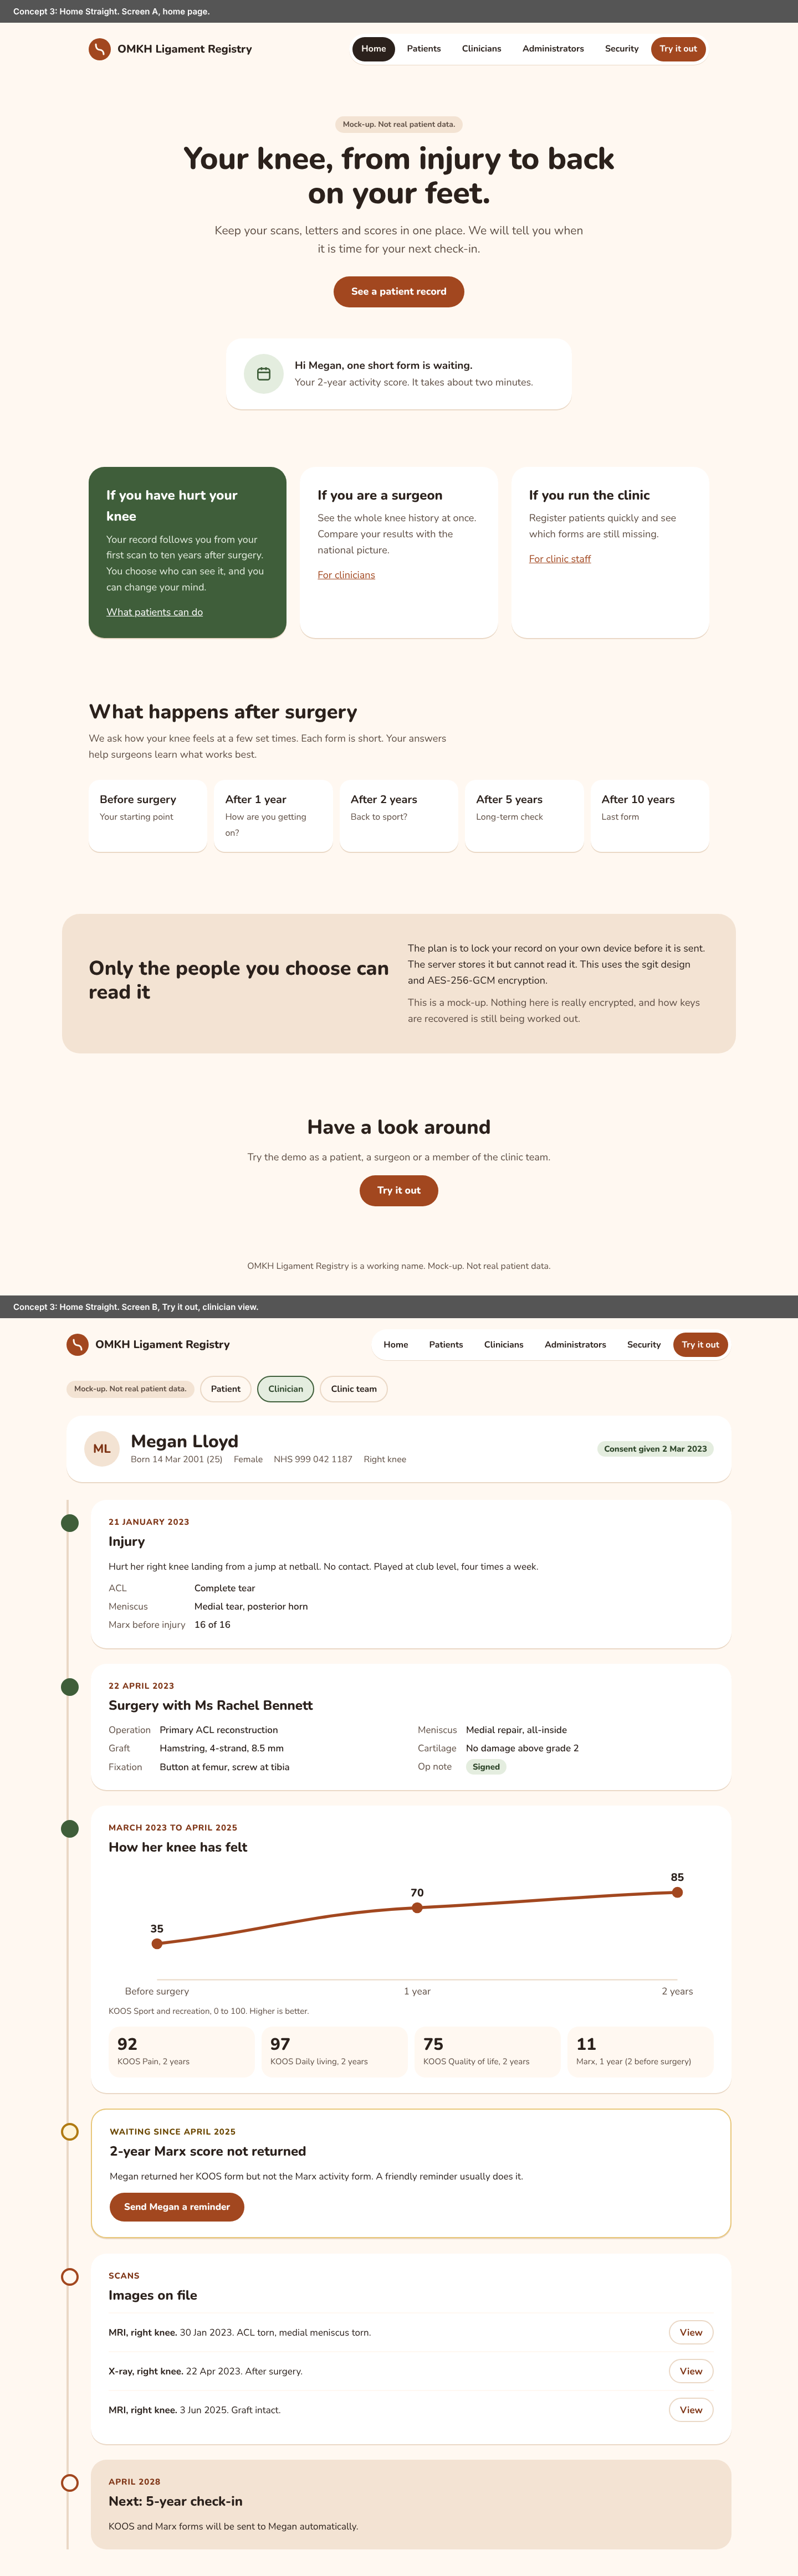 Concept 3: Home Straight. Screen A, home page.
OMKH Ligament Registry
Home Patients Clinicians Administrators Security Try it out
Mock-up. Not real patient data.
Your knee, from injury to back
on your feet.
Keep your scans, letters and scores in one place. We will tell you when
it is time for your next check-in.
See a patient record
Hi Megan, one short form is waiting.
Your 2-year activity score. It takes about two minutes.
If you have hurt your
knee
Your record follows you from your
first scan to ten years after surgery.
You choose who can see it, and you
can change your mind.
What patients can do
If you are a surgeon
See the whole knee history at once.
Compare your results with the
national picture.
For clinicians
If you run the clinic
Register patients quickly and see
which forms are still missing.
For clinic staff
What happens after surgery
We ask how your knee feels at a few set times. Each form is short. Your answers
help surgeons learn what works best.
Before surgery
Your starting point
After 1 year
How are you getting
on?
After 2 years
Back to sport?
After 5 years
Long-term check
After 10 years
Last form
Only the people you choose can
read it
The plan is to lock your record on your own device before it is sent.
The server stores it but cannot read it. This uses the sgit design
and AES-256-GCM encryption.
This is a mock-up. Nothing here is really encrypted, and how keys
are recovered is still being worked out.
Have a look around
Try the demo as a patient, a surgeon or a member of the clinic team.
Try it out
OMKH Ligament Registry is a working name. Mock-up. Not real patient data.
Concept 3: Home Straight. Screen B, Try it out, clinician view.
OMKH Ligament Registry
Home Patients Clinicians Administrators Security Try it out
Mock-up. Not real patient data. Patient Clinician Clinic team
ML
Megan Lloyd
Born 14 Mar 2001 (25) Female NHS 999 042 1187 Right knee
Consent given 2 Mar 2023
21 JANUARY 2023
Injury
Hurt her right knee landing from a jump at netball. No contact. Played at club level, four times a week.
ACL Complete tear
Meniscus Medial tear, posterior horn
Marx before injury 16 of 16
22 APRIL 2023
Surgery with Ms Rachel Bennett
Operation Primary ACL reconstruction
Graft Hamstring, 4-strand, 8.5 mm
Fixation Button at femur, screw at tibia
Meniscus Medial repair, all-inside
Cartilage No damage above grade 2
Op note Signed
MARCH 2023 TO APRIL 2025
How her knee has felt
35
70
85
Before surgery 1 year 2 years
KOOS Sport and recreation, 0 to 100. Higher is better.
92
KOOS Pain, 2 years
97
KOOS Daily living, 2 years
75
KOOS Quality of life, 2 years
11
Marx, 1 year (2 before surgery)
WAITING SINCE APRIL 2025
2-year Marx score not returned
Megan returned her KOOS form but not the Marx activity form. A friendly reminder usually does it.
Send Megan a reminder
SCANS
Images on file
MRI, right knee. 30 Jan 2023. ACL torn, medial meniscus torn. View
X-ray, right knee. 22 Apr 2023. After surgery. View
MRI, right knee. 3 Jun 2025. Graft intact. View
APRIL 2028
Next: 5-year check-in
KOOS and Marx forms will be sent to Megan automatically.